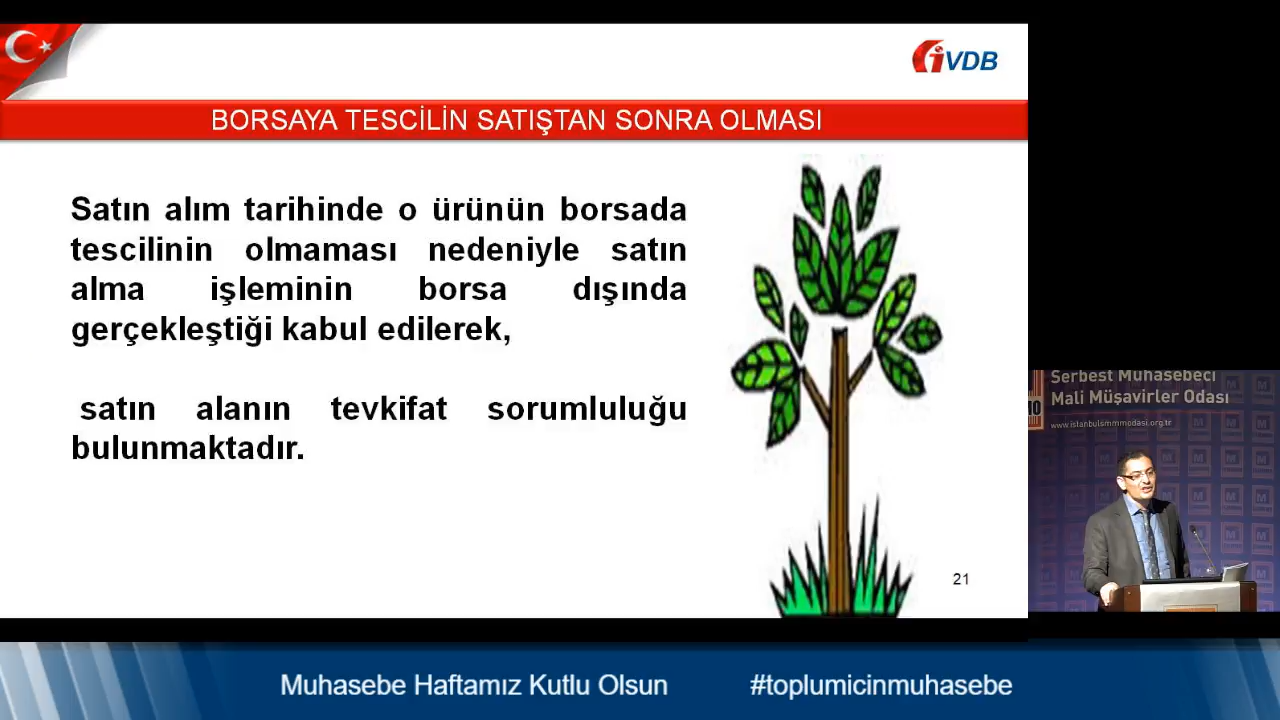 iVDB
BORSAYA TESCİLİN SATIŞTAN SONRA OLMASI
Satın alım tarihinde o ürünün borsada
tescilinin olmaması nedeniyle satın
alma işleminin borsa dışında
gerçekleştiği kabul edilerek,
satın alanın tevkifat sorumluluğu
bulunmaktadır.
21
Serbest Muhasebeci
Mali Müşavirler Odası
www.istanbulsmmmodasi.org.tr
Muhasebe Haftamız Kutlu Olsun
#toplumicinmuhasebe